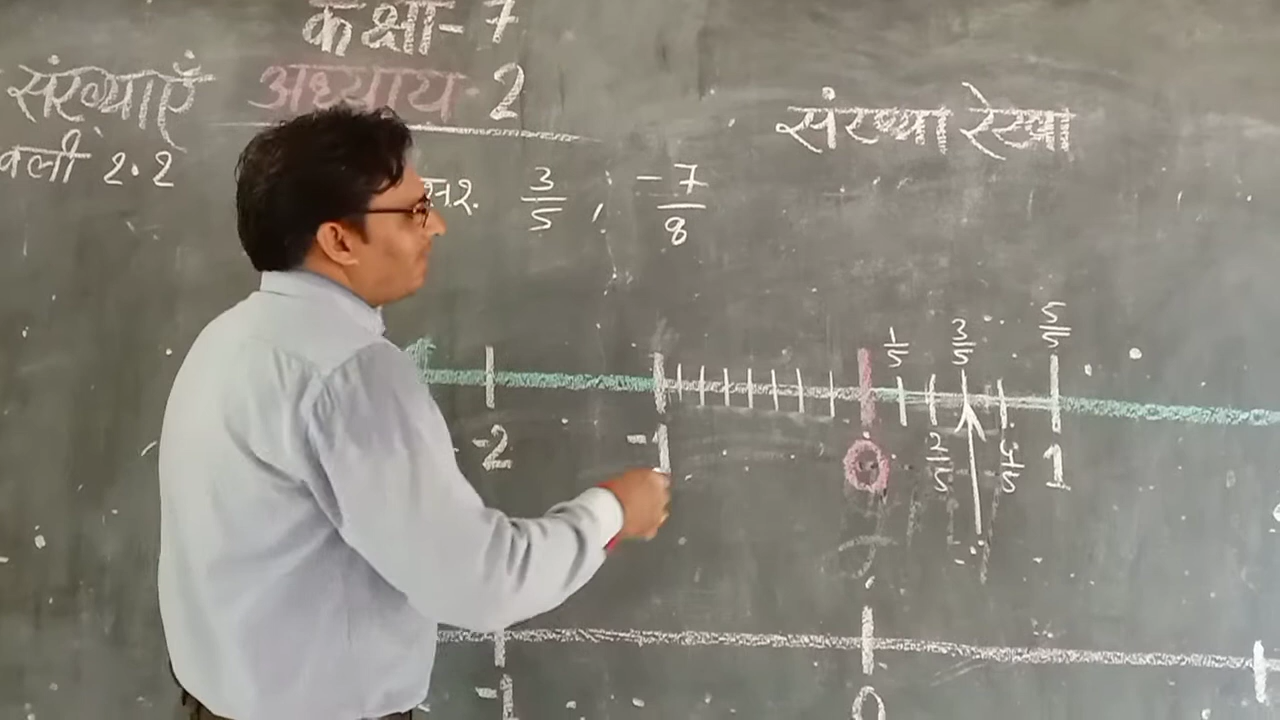 कक्षा - 7
संख्याएँ अध्याय - 2
वली 2.2
संख्या रेखा
3/5 , -7/8
1/5 3/5 5/5
-2 -1 0 2/5 4/5 1
-1 0